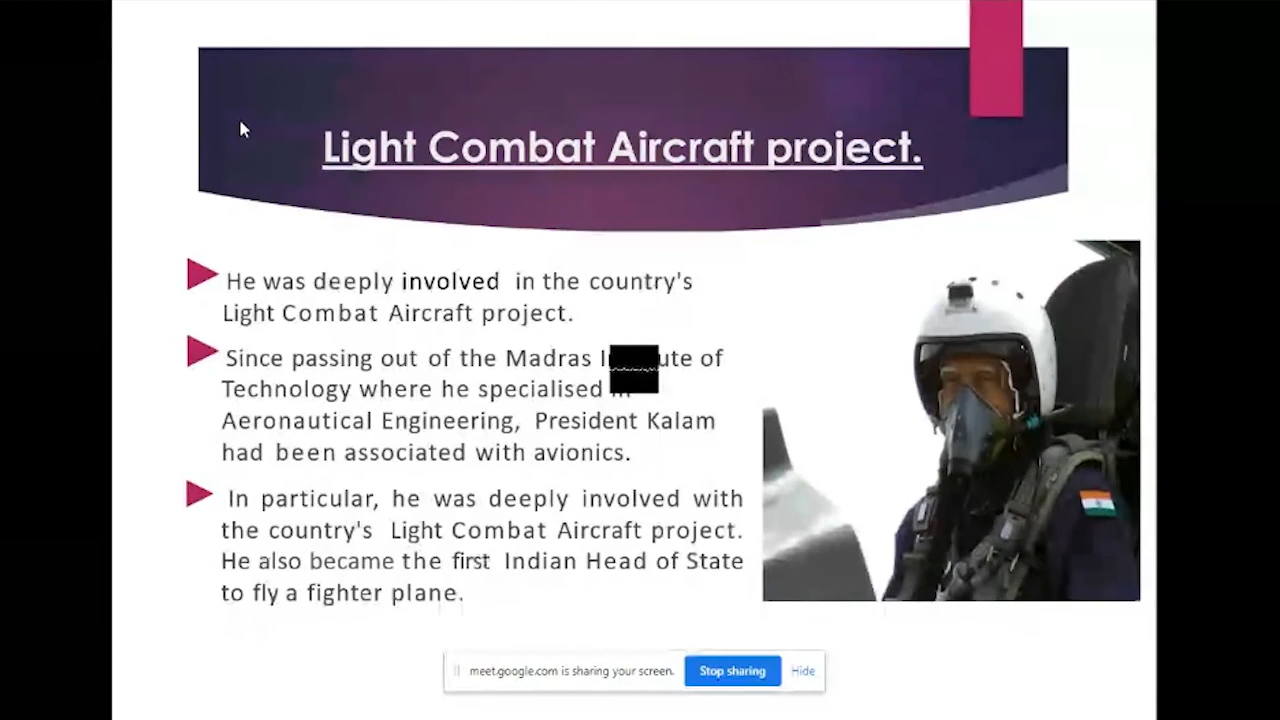 Light Combat Aircraft project.
He was deeply involved in the country's
Light Combat Aircraft project.
Since passing out of the Madras of
Technology where he specialised
Aeronautical Engineering, President Kalam
had been associated with avionics.
In particular, he was deeply involved with
the country's Light Combat Aircraft project.
He also became the first Indian Head of State
to fly a fighter plane.
meet.google.com is sharing your screen. Stop sharing Hide